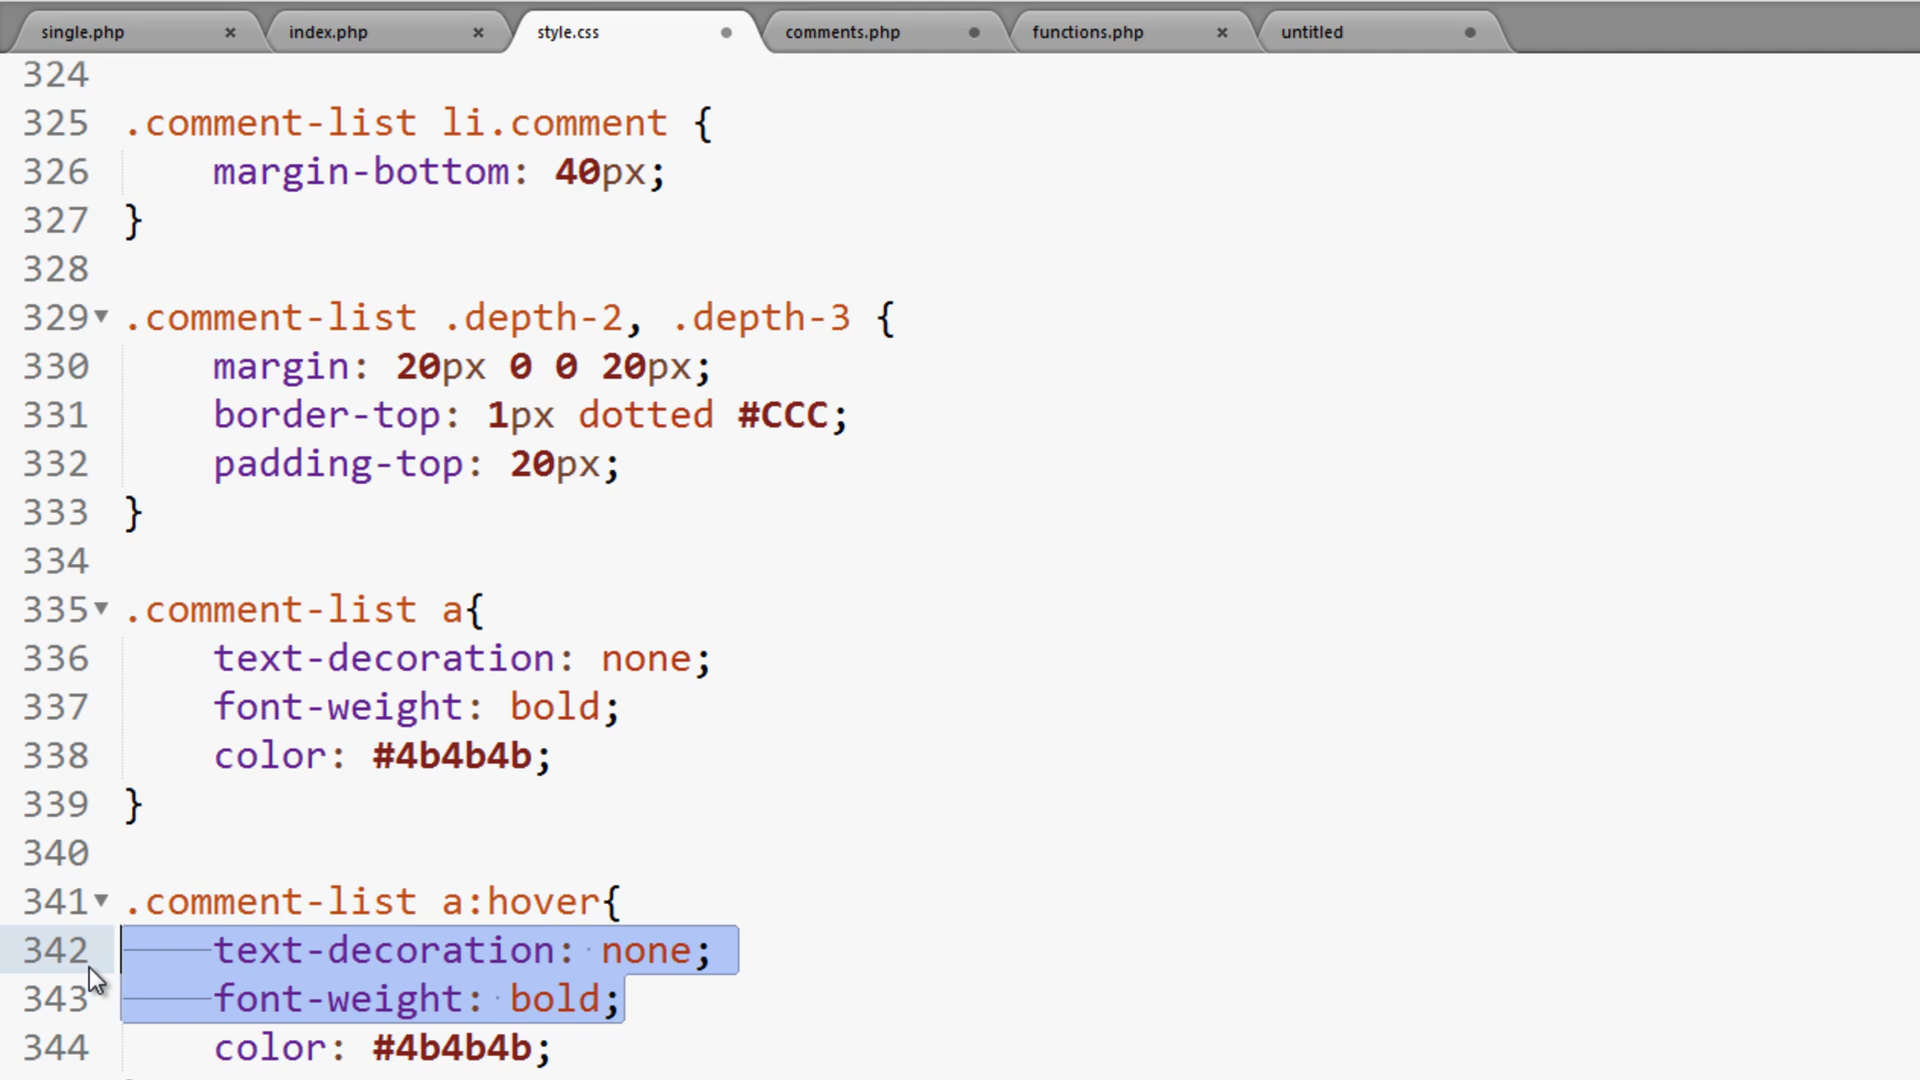 single.php × index.php × style.css comments.php functions.php × untitled
324
325 .comment-list li.comment {
326 margin-bottom: 40px;
327 }
328
329 .comment-list .depth-2, .depth-3 {
330 margin: 20px 0 0 20px;
331 border-top: 1px dotted #CCC;
332 padding-top: 20px;
333 }
334
335 .comment-list a{
336 text-decoration: none;
337 font-weight: bold;
338 color: #4b4b4b;
339 }
340
341 .comment-list a:hover{
342 text-decoration: none;
343 font-weight: bold;
344 color: #4b4b4b;